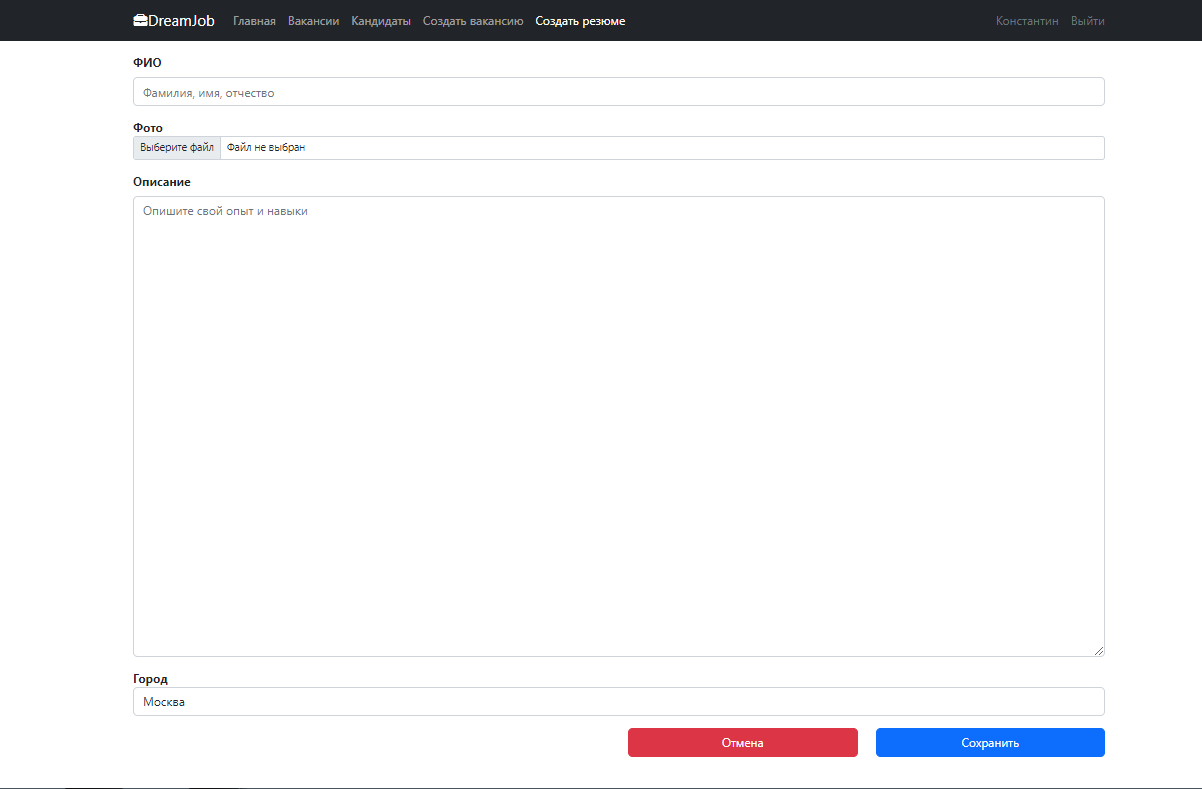 DreamJob Главная Вакансии Кандидаты Создать вакансию Создать резюме Константин Выйти
ФИО
Фамилия, имя, отчество
Фото
Выберите файл Файл не выбран
Описание
Опишите свой опыт и навыки
Город
Москва
Отмена Сохранить